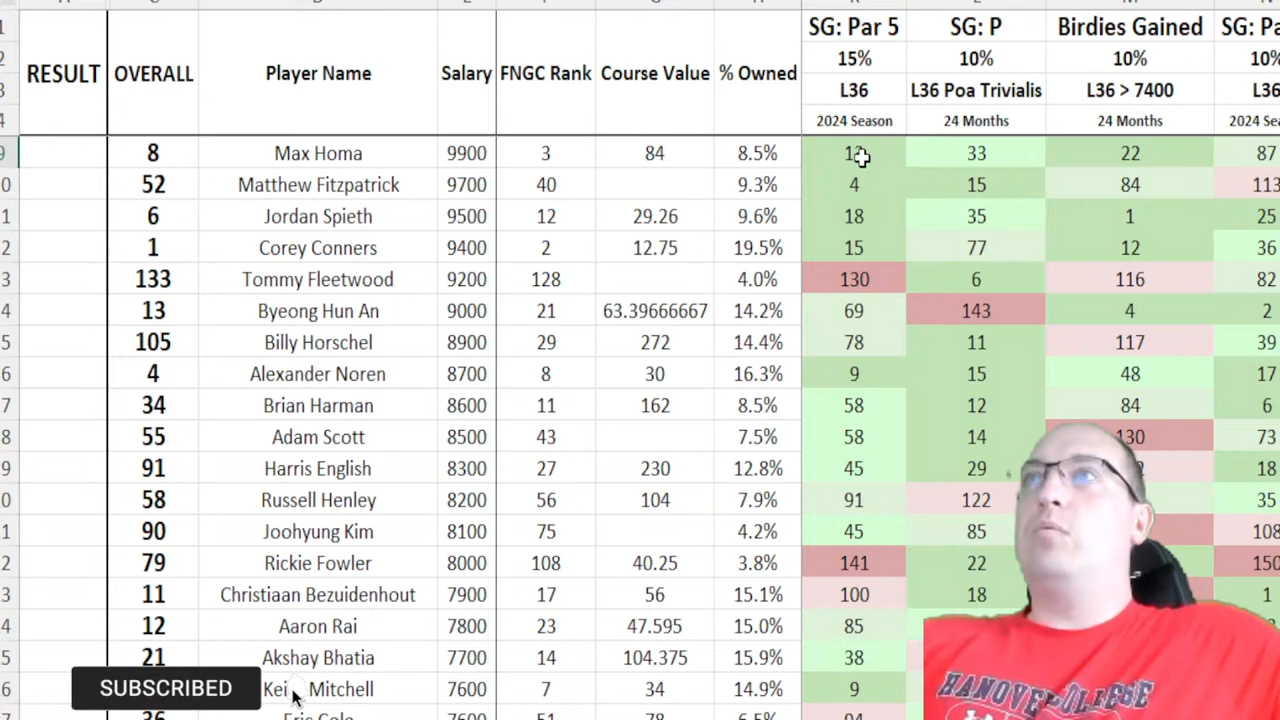 SG: Par 5 SG: P Birdies Gained SG: Pa
RESULT OVERALL Player Name Salary FNGC Rank Course Value % Owned
15% 10% 10% 10%
L36 L36 Poa Trivialis L36 > 7400 L36
2024 Season 24 Months 24 Months 2024 Sea
8 Max Homa 9900 3 84 8.5% 33 22 87
52 Matthew Fitzpatrick 9700 40 9.3% 4 15 84 113
6 Jordan Spieth 9500 12 29.26 9.6% 18 35 1 25
1 Corey Conners 9400 2 12.75 19.5% 15 77 12 36
133 Tommy Fleetwood 9200 128 4.0% 130 6 116 82
13 Byeong Hun An 9000 21 63.39666667 14.2% 69 143 4 2
105 Billy Horschel 8900 29 272 14.4% 78 11 117 39
4 Alexander Noren 8700 8 30 16.3% 9 15 48 17
34 Brian Harman 8600 11 162 8.5% 58 12 84 6
55 Adam Scott 8500 43 7.5% 58 14 130 73
91 Harris English 8300 27 230 12.8% 45 29 18
58 Russell Henley 8200 56 104 7.9% 91 122 35
90 Joohyung Kim 8100 75 4.2% 45 85 108
79 Rickie Fowler 8000 108 40.25 3.8% 141 22 150
11 Christiaan Bezuidenhout 7900 17 56 15.1% 100 18 1
12 Aaron Rai 7800 23 47.595 15.0% 85
21 Akshay Bhatia 7700 14 104.375 15.9% 38
SUBSCRIBED Kei Mitchell 7600 7 34 14.9% 9
Eric Cole 7600 51 78 6.5% 94
HANOVER COLLEGE